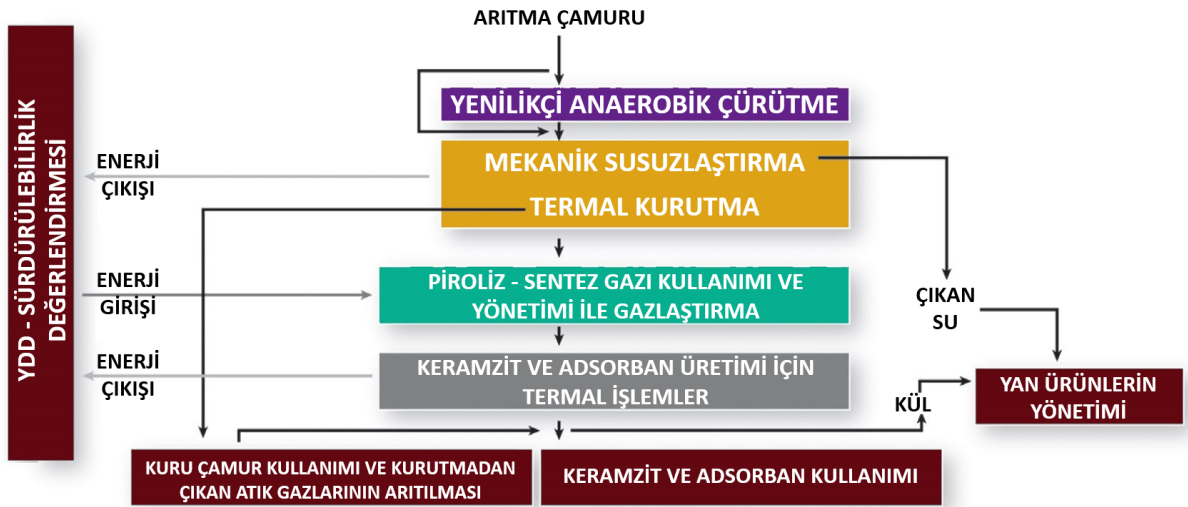 ARITMA ÇAMURU
YENİLİKÇİ ANAEROBİK ÇÜRÜTME
MEKANİK SUSUZLAŞTIRMA
TERMAL KURUTMA
ENERJİ
ÇIKIŞI
YDD - SÜRDÜRÜLEBİLİRLİK
DEĞERLENDİRMESİ
ENERJİ
GİRİŞİ
PİROLİZ - SENTEZ GAZI KULLANIMI VE
YÖNETİMİ İLE GAZLAŞTIRMA
ÇIKAN
SU
ENERJİ
ÇIKIŞI
KERAMZİT VE ADSORBAN ÜRETİMİ İÇİN
TERMAL İŞLEMLER
KÜL
YAN ÜRÜNLERİN
YÖNETİMİ
KURU ÇAMUR KULLANIMI VE KURUTMADAN
ÇIKAN ATIK GAZLARININ ARITILMASI
KERAMZİT VE ADSORBAN KULLANIMI